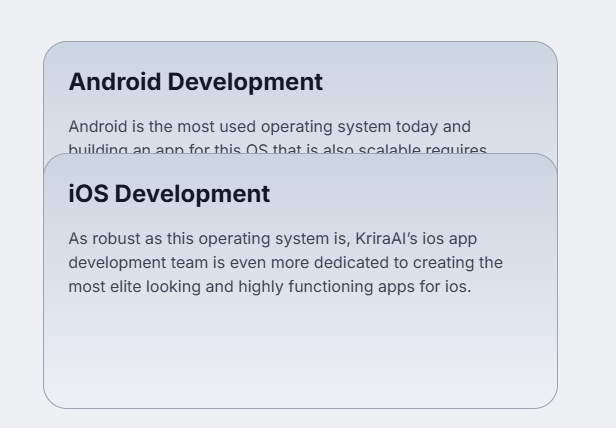 Android Development
Android is the most used operating system today and
building an app for this OS that is also scalable requires
iOS Development
As robust as this operating system is, KriraAI’s ios app
development team is even more dedicated to creating the
most elite looking and highly functioning apps for ios.